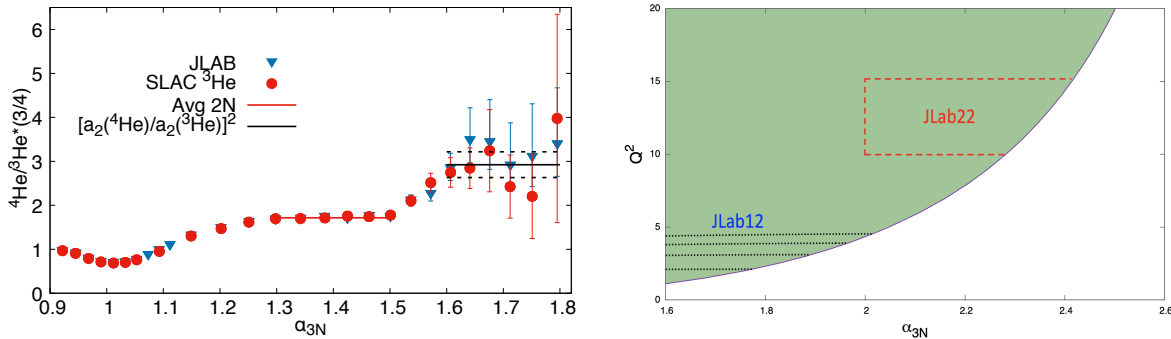 ⁴He/³He*(3/4)
6
5
4
3
2
1
0
JLAB
SLAC ³He
Avg 2N
[a₂(⁴He)/a₂(³He)]²
0.9 1 1.1 1.2 1.3 1.4 1.5 1.6 1.7 1.8
α₃N
Q²
20
15
10
5
0
JLab22
JLab12
1.6 1.8 2 2.2 2.4 2.6
α₃N